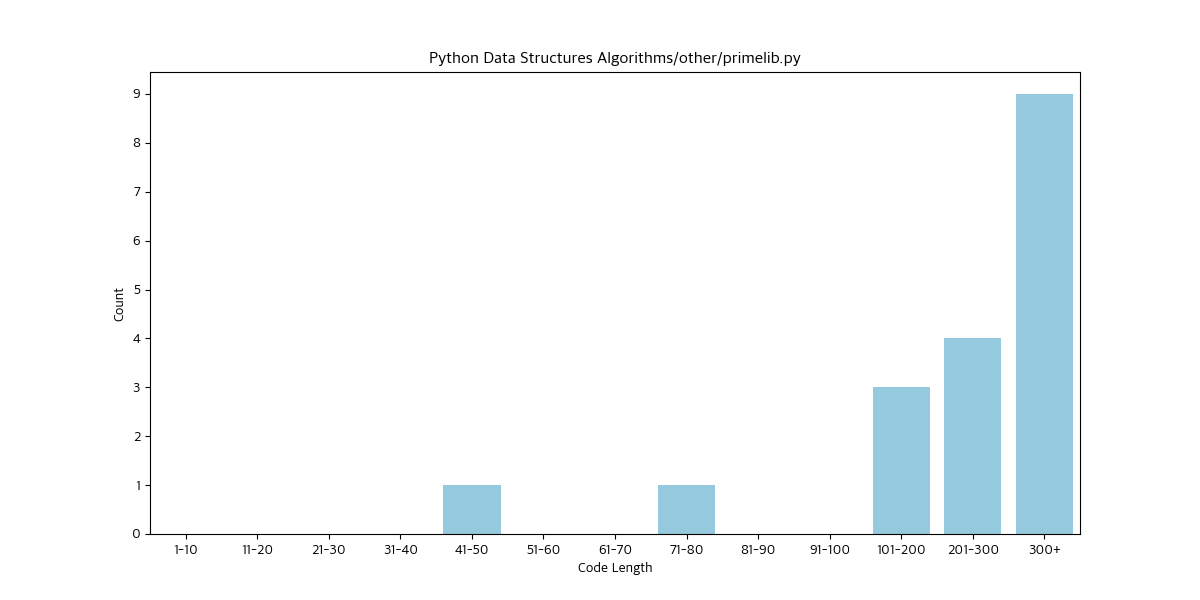 Python Data Structures Algorithms/other/primelib.py
9
8
7
6
5
4
3
2
1
0
Count
1-10 11-20 21-30 31-40 41-50 51-60 61-70 71-80 81-90 91-100 101-200 201-300 300+
Code Length